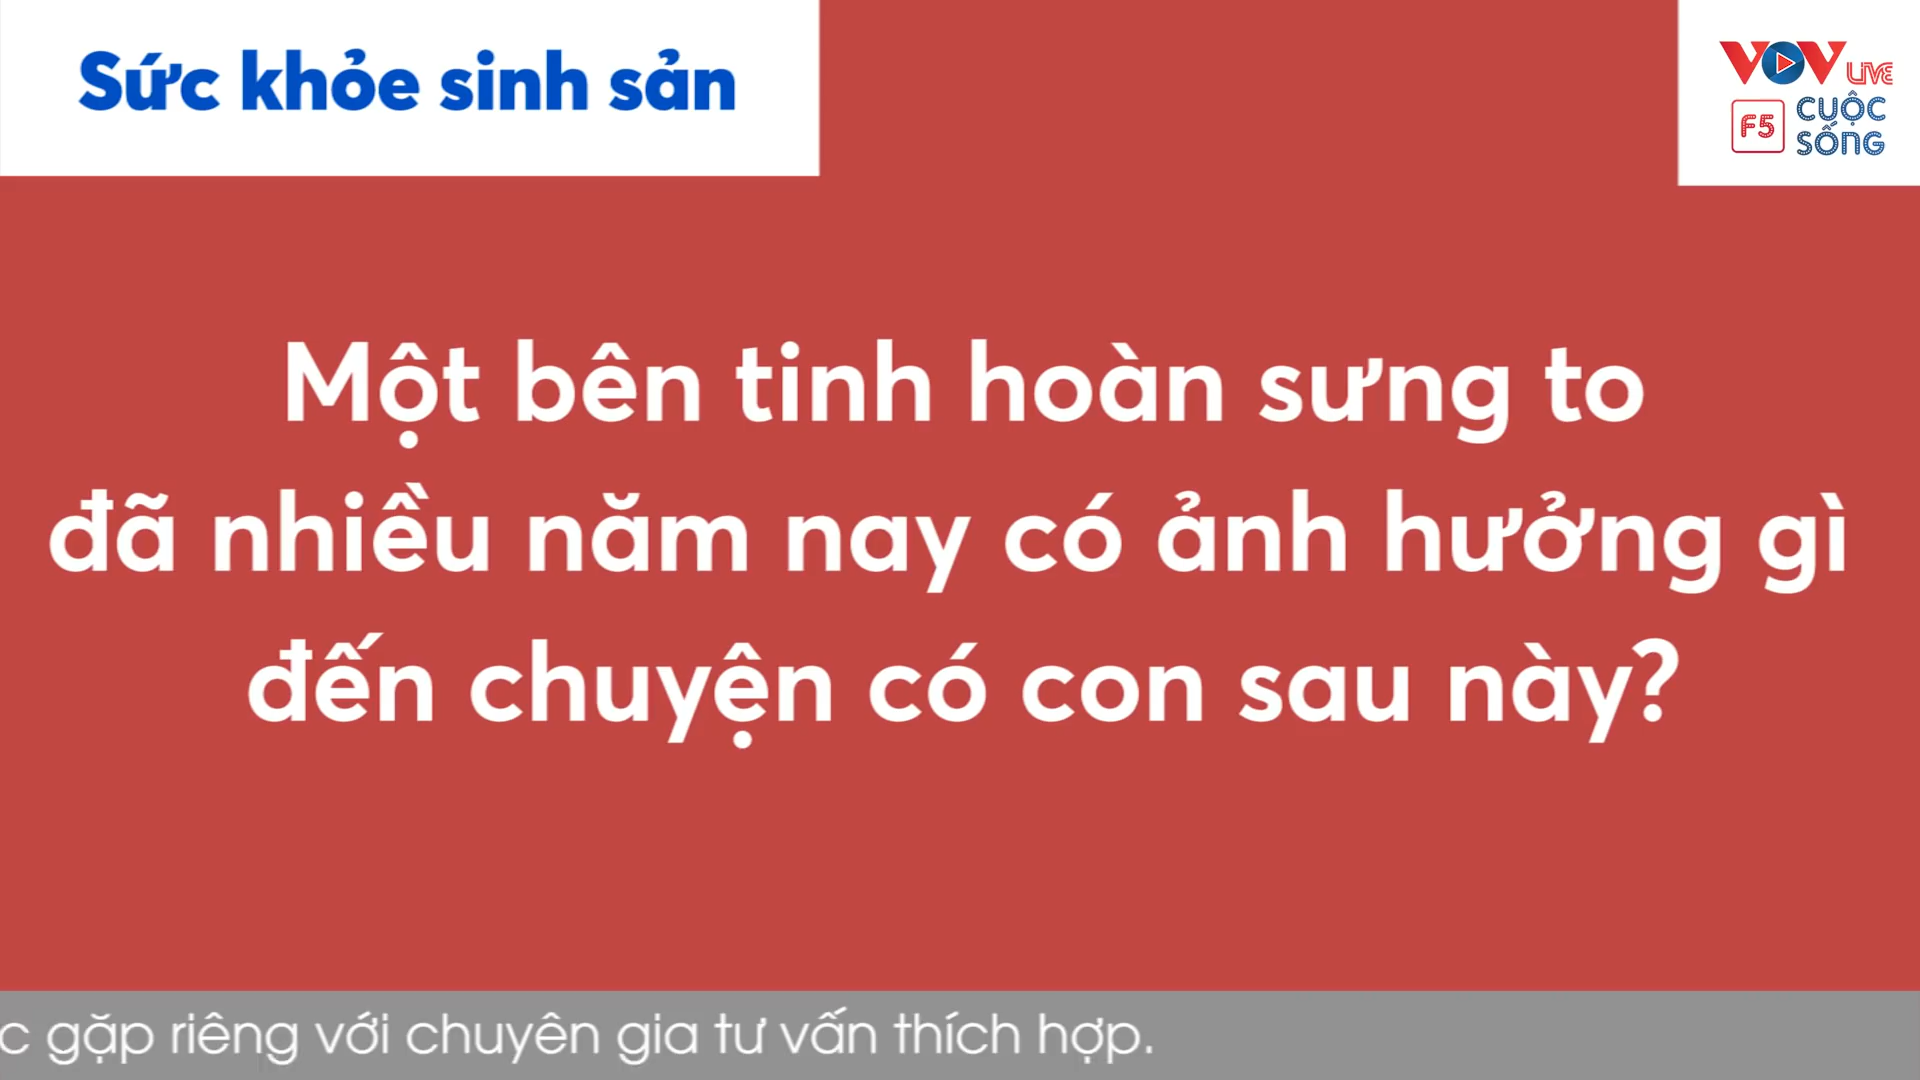 Sức khỏe sinh sản
VOV LIVE
F5 CUỘC SỐNG
Một bên tinh hoàn sưng to
đã nhiều năm nay có ảnh hưởng gì
đến chuyện có con sau này?
c gặp riêng với chuyên gia tư vấn thích hợp.